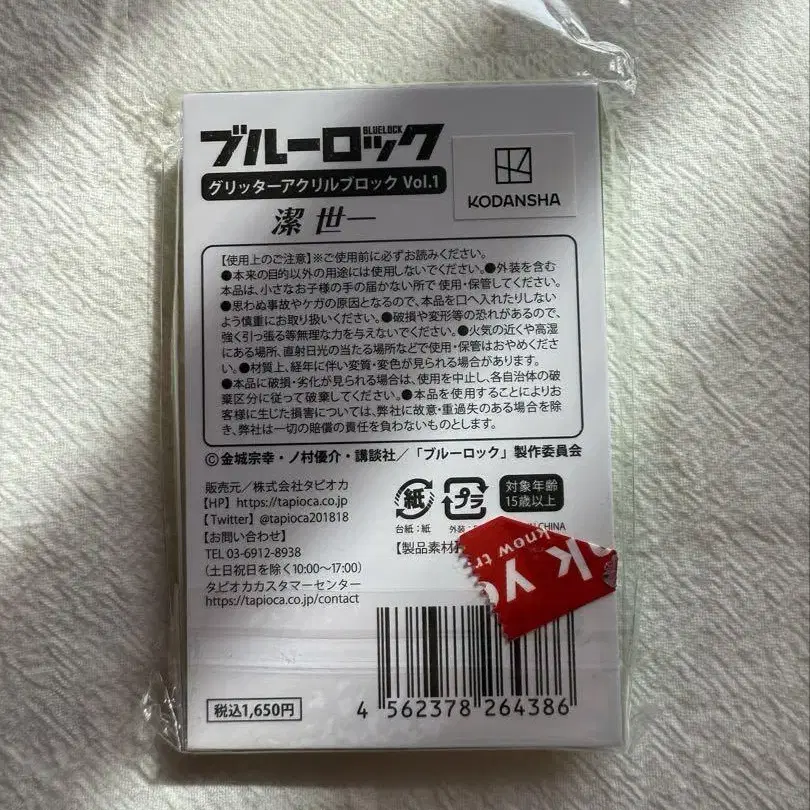 ブルーロック
BLUELOCK
グリッターアクリルブロック Vol.1
潔 世一
KODANSHA
【使用上のご注意】※ご使用前に必ずお読みください。
●本来の目的以外の用途には使用しないでください。●外装を含む
本品は、小さなお子様の手の届かない所で 使用・保管してください。
●思わぬ事故やケガの原因となるので、本品を口へ入れたりしない
よう慎重にお取り扱いください。●破損や変形等の恐れがあるので、
強く引っ張る等無理な力を与えないでください。●火気の近くや高湿
にある場所、直射日光の当たる場所などで使用・保管はおやめくださ
い。●材質上、経年に伴い変質・変色が見られる場合があります。
●本品に破損・劣化が見られる場合は、使用を中止し、各自治体の破
棄区分に従って破棄してください。●本品を使用することによりお
客様に生じた損害については、弊社に故意・重過失のある場合を除
き、弊社は一切の賠償の責任を負わないものとします。
©金城宗幸・ノ村優介・講談社/「ブルーロック」製作委員会
販売元/株式会社タピオカ
【HP】https://tapioca.co.jp
【Twitter】@tapioca201818
【お問い合わせ】
TEL 03-6912-8938
(土日祝日を除く10:00~17:00)
タピオカカスタマーセンター
https://tapioca.co.jp/contact
紙
プラ
対象年齢
15歳以上
台紙:紙
外装:
CHINA
【製品素材】
know
税込1,650円
4 562378 264386